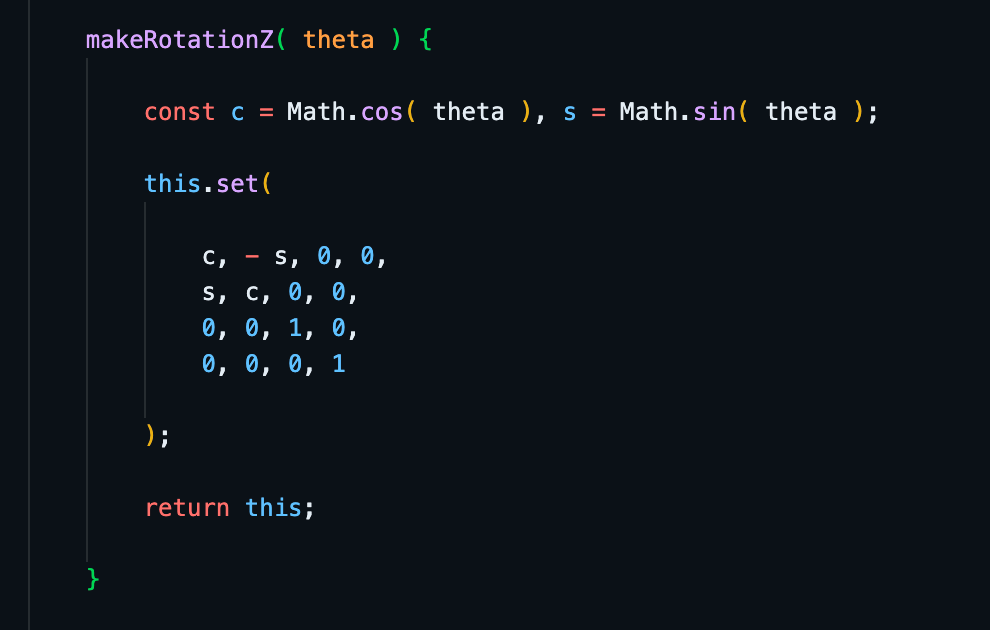 makeRotationZ( theta ) {
const c = Math.cos( theta ), s = Math.sin( theta );
this.set(
c, - s, 0, 0,
s, c, 0, 0,
0, 0, 1, 0,
0, 0, 0, 1
);
return this;
}